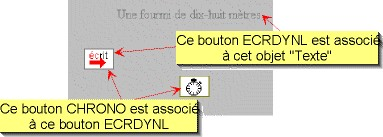 Une fourmi de dix-huit mètres
écrit
Ce bouton ECRDYNL est associé
à cet objet "Texte"
Ce bouton CHRONO est associé
à ce bouton ECRDYNL